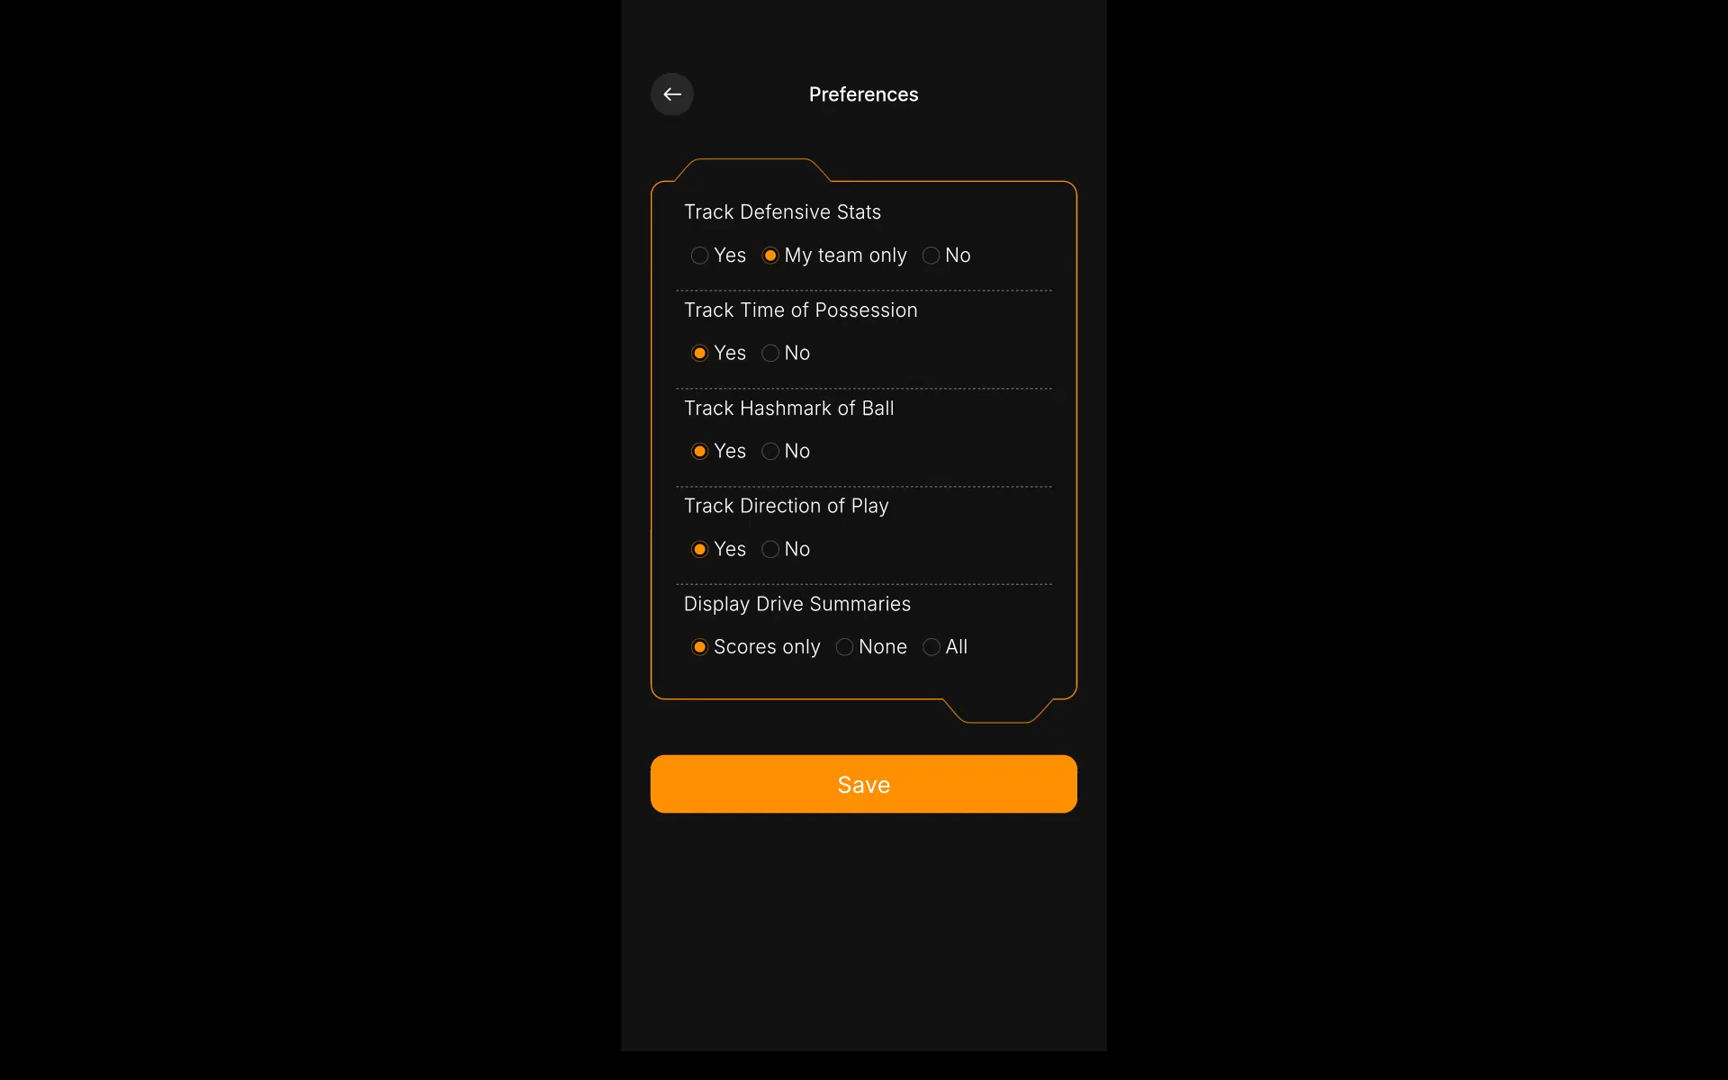 Preferences
Track Defensive Stats
Yes My team only No
Track Time of Possession
Yes No
Track Hashmark of Ball
Yes No
Track Direction of Play
Yes No
Display Drive Summaries
Scores only None All
Save